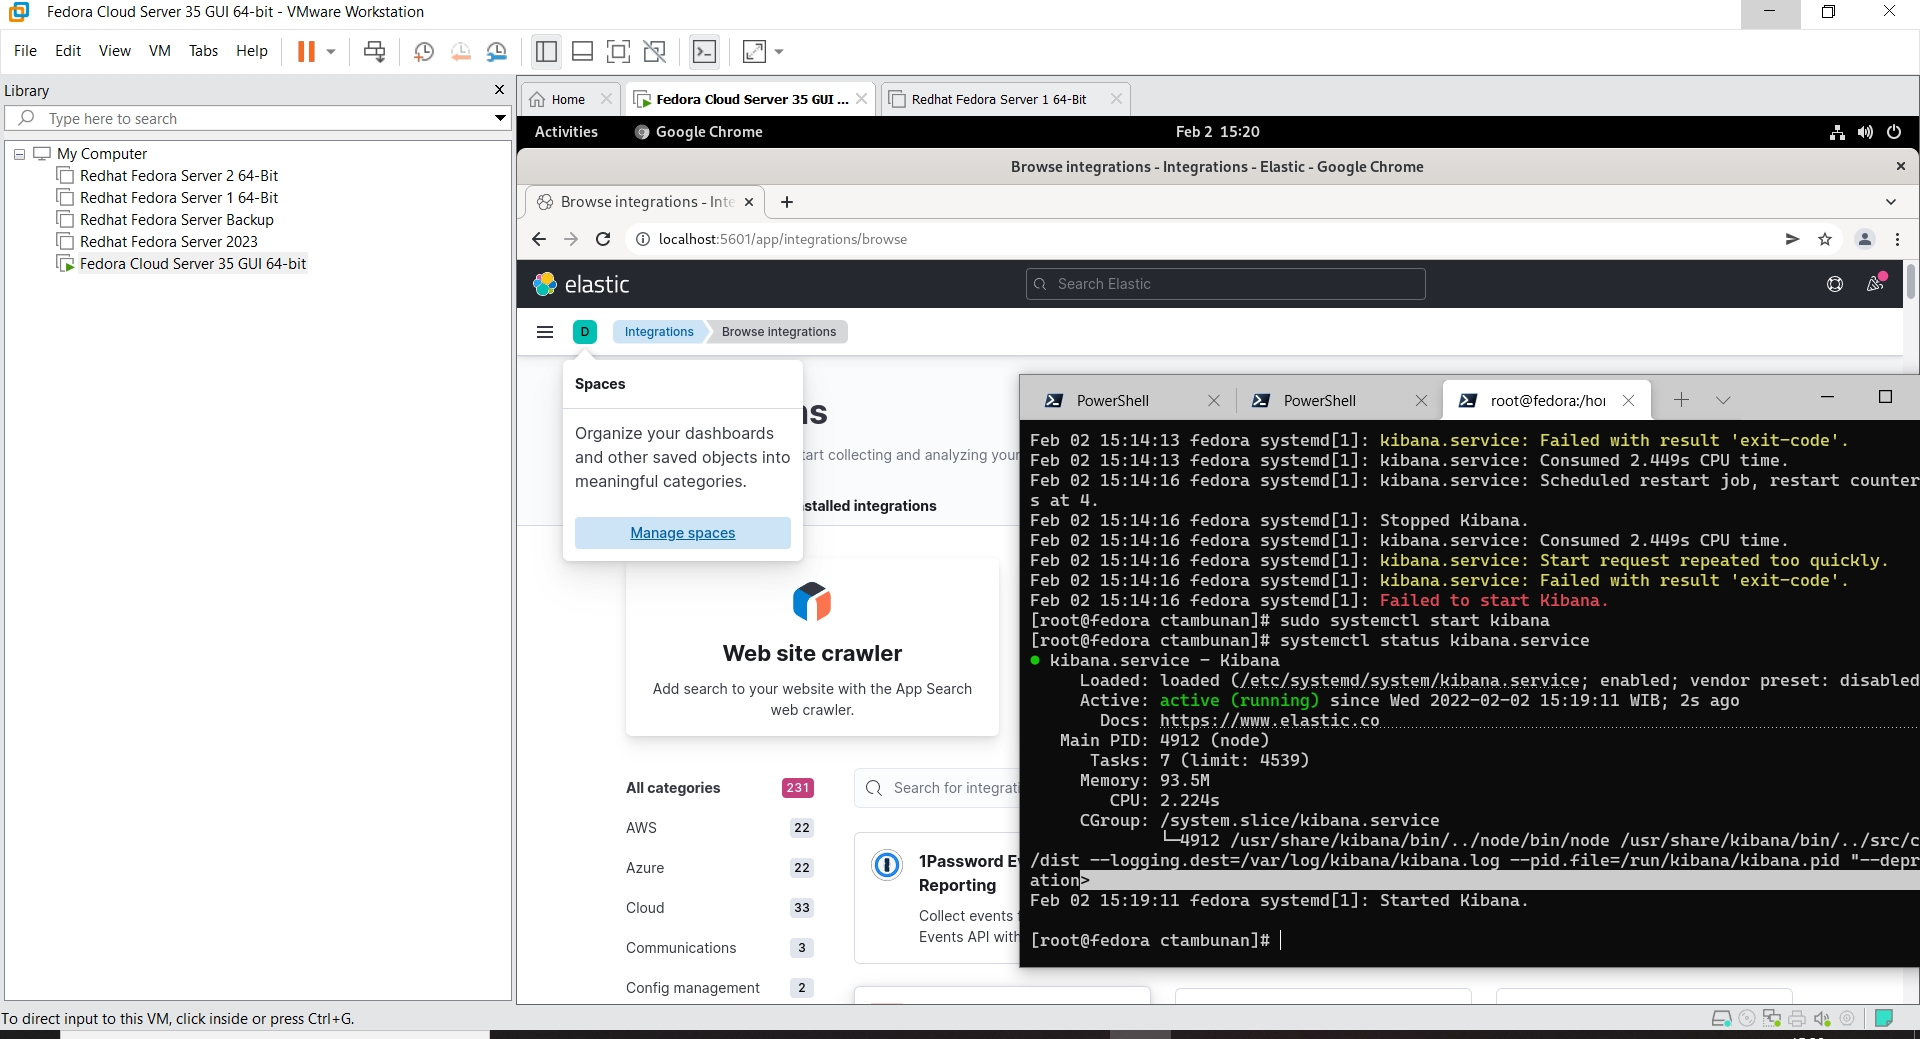 Fedora Cloud Server 35 GUI 64-bit - VMware Workstation
File Edit View VM Tabs Help
Library
Type here to search
My Computer
Redhat Fedora Server 2 64-Bit
Redhat Fedora Server 1 64-Bit
Redhat Fedora Server Backup
Redhat Fedora Server 2023
Fedora Cloud Server 35 GUI 64-bit
Home
Fedora Cloud Server 35 GUI ...
Redhat Fedora Server 1 64-Bit
Activities Google Chrome Feb 2 15:20
Browse integrations - Integrations - Elastic - Google Chrome
Browse integrations - Inte
localhost:5601/app/integrations/browse
elastic
Search Elastic
D Integrations Browse integrations
Spaces
Organize your dashboards
and other saved objects into
meaningful categories.
Manage spaces
ns
tart collecting and analyzing your
stalled integrations
Web site crawler
Add search to your website with the App Search
web crawler.
All categories 231
AWS 22
Azure 22
Cloud 33
Communications 3
Config management 2
Search for integrati
1Password Ev
Reporting
Collect events f
Events API with
PowerShell PowerShell root@fedora:/hor
Feb 02 15:14:13 fedora systemd[1]: kibana.service: Failed with result 'exit-code'.
Feb 02 15:14:13 fedora systemd[1]: kibana.service: Consumed 2.449s CPU time.
Feb 02 15:14:16 fedora systemd[1]: kibana.service: Scheduled restart job, restart counter
s at 4.
Feb 02 15:14:16 fedora systemd[1]: Stopped Kibana.
Feb 02 15:14:16 fedora systemd[1]: kibana.service: Consumed 2.449s CPU time.
Feb 02 15:14:16 fedora systemd[1]: kibana.service: Start request repeated too quickly.
Feb 02 15:14:16 fedora systemd[1]: kibana.service: Failed with result 'exit-code'.
Feb 02 15:14:16 fedora systemd[1]: Failed to start Kibana.
[root@fedora ctambunan]# sudo systemctl start kibana
[root@fedora ctambunan]# systemctl status kibana.service
● kibana.service - Kibana
Loaded: loaded (/etc/systemd/system/kibana.service; enabled; vendor preset: disabled
Active: active (running) since Wed 2022-02-02 15:19:11 WIB; 2s ago
Docs: https://www.elastic.co
Main PID: 4912 (node)
Tasks: 7 (limit: 4539)
Memory: 93.5M
CPU: 2.224s
CGroup: /system.slice/kibana.service
└─4912 /usr/share/kibana/bin/../node/bin/node /usr/share/kibana/bin/../src/c
/dist --logging.dest=/var/log/kibana/kibana.log --pid.file=/run/kibana/kibana.pid "--depr
ation>
Feb 02 15:19:11 fedora systemd[1]: Started Kibana.
[root@fedora ctambunan]#
To direct input to this VM, click inside or press Ctrl+G.